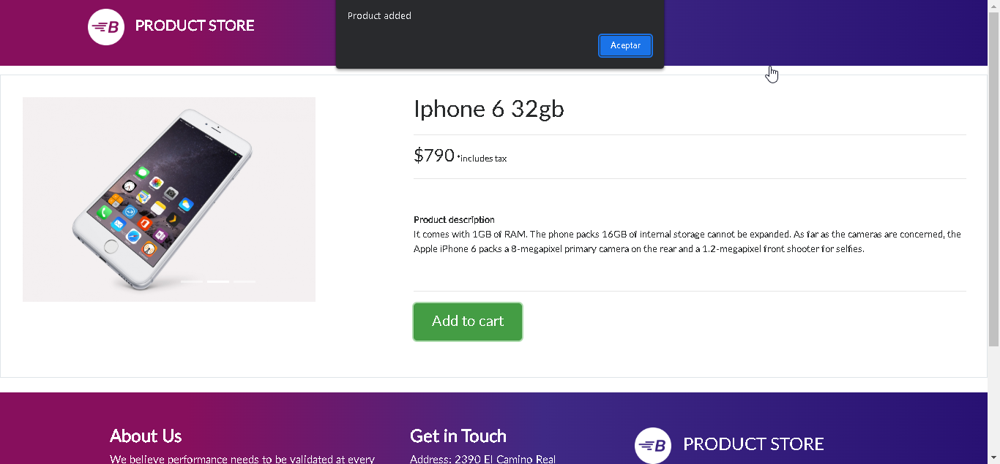 PRODUCT STORE
Product added
Aceptar
Iphone 6 32gb
$790 *includes tax
Product description
It comes with 1GB of RAM. The phone packs 16GB of internal storage cannot be expanded. As far as the cameras are concerned, the
Apple iPhone 6 packs a 8-megapixel primary camera on the rear and a 1.2-megapixel front shooter for selfies.
Add to cart
About Us
We believe performance needs to be validated at every
Get in Touch
Address: 2390 El Camino Real
B PRODUCT STORE